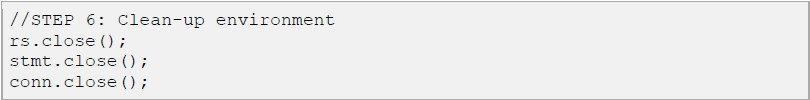 //STEP 6: Clean-up environment
rs.close();
stmt.close();
conn.close();